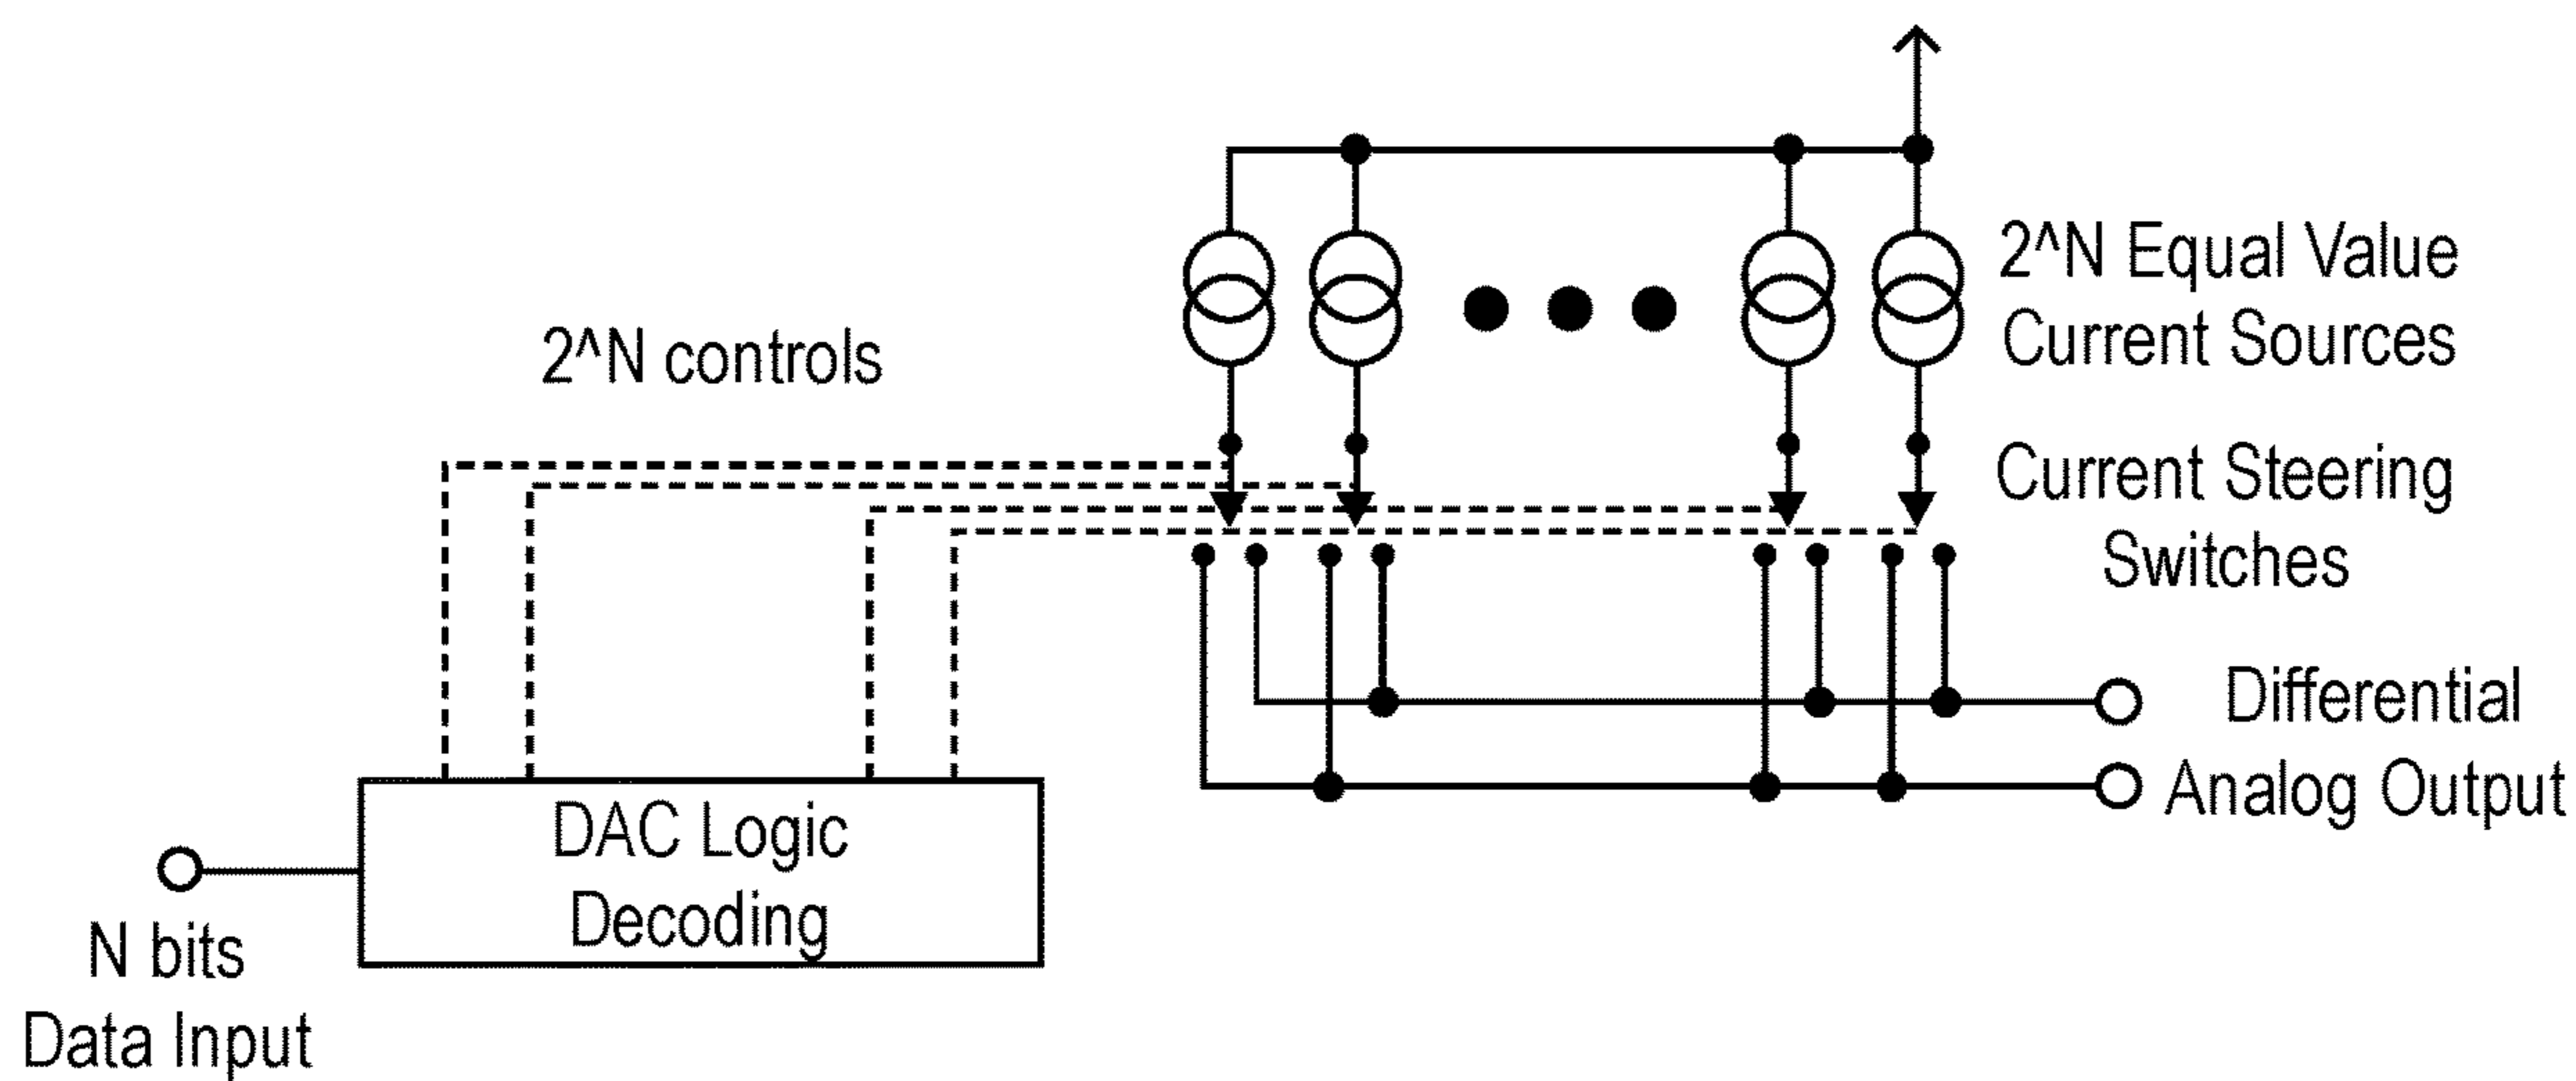 2^N Equal Value
Current Sources
2^N controls
Current Steering
Switches
Differential
Analog Output
DAC Logic
Decoding
N bits
Data Input